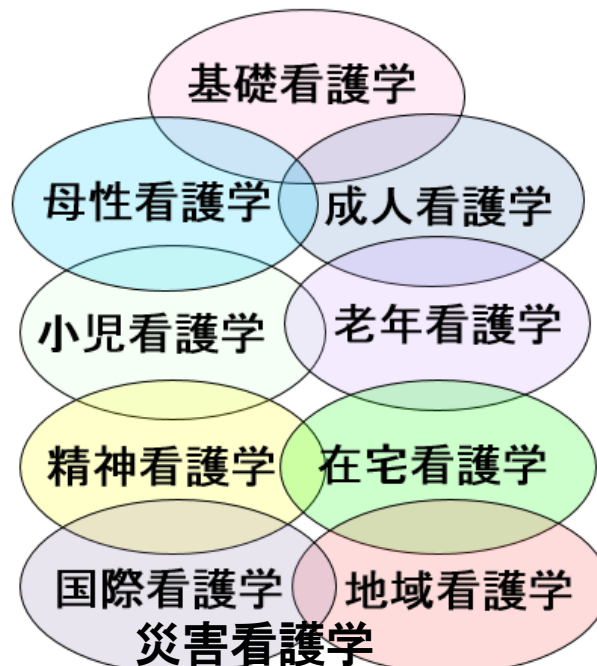 基礎看護学
母性看護学
成人看護学
小児看護学
老年看護学
精神看護学
在宅看護学
国際看護学
地域看護学
災害看護学